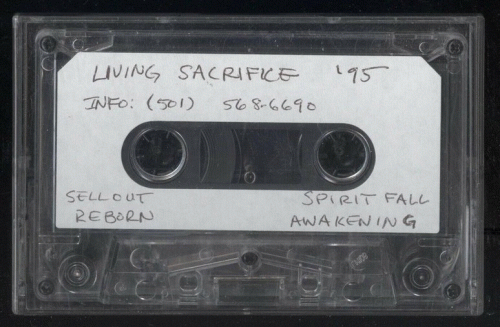 LIVING SACRIFICE '95
INFO: (501) 568-6690
SELLOUT
REBORN
SPIRIT FALL
AWAKENING